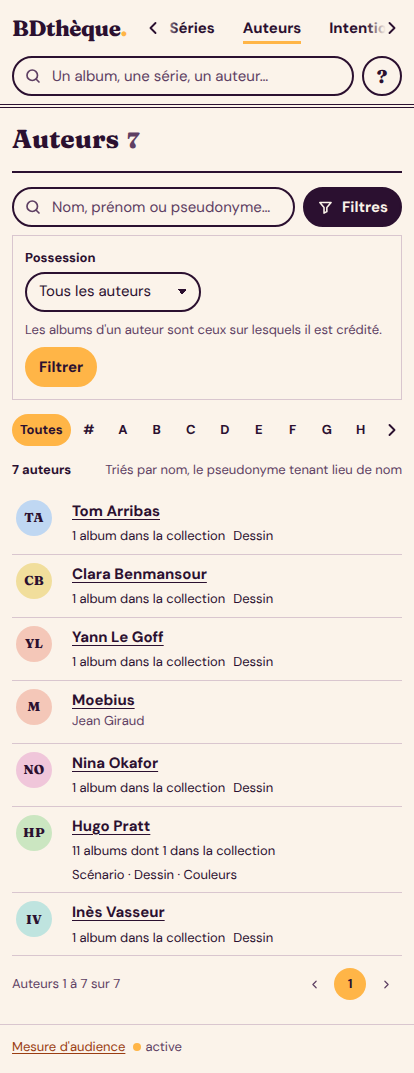 BDthèque. Séries Auteurs Intentic
Un album, une série, un auteur... ?
Auteurs 7
Nom, prénom ou pseudonyme... Filtres
Possession
Tous les auteurs
Les albums d'un auteur sont ceux sur lesquels il est crédité.
Filtrer
Toutes # A B C D E F G H
7 auteurs Triés par nom, le pseudonyme tenant lieu de nom
TA Tom Arribas
1 album dans la collection Dessin
CB Clara Benmansour
1 album dans la collection Dessin
YL Yann Le Goff
1 album dans la collection Dessin
M Moebius
Jean Giraud
NO Nina Okafor
1 album dans la collection Dessin
HP Hugo Pratt
11 albums dont 1 dans la collection
Scénario · Dessin · Couleurs
IV Inès Vasseur
1 album dans la collection Dessin
Auteurs 1 à 7 sur 7 ‹ 1 ›
Mesure d'audience active